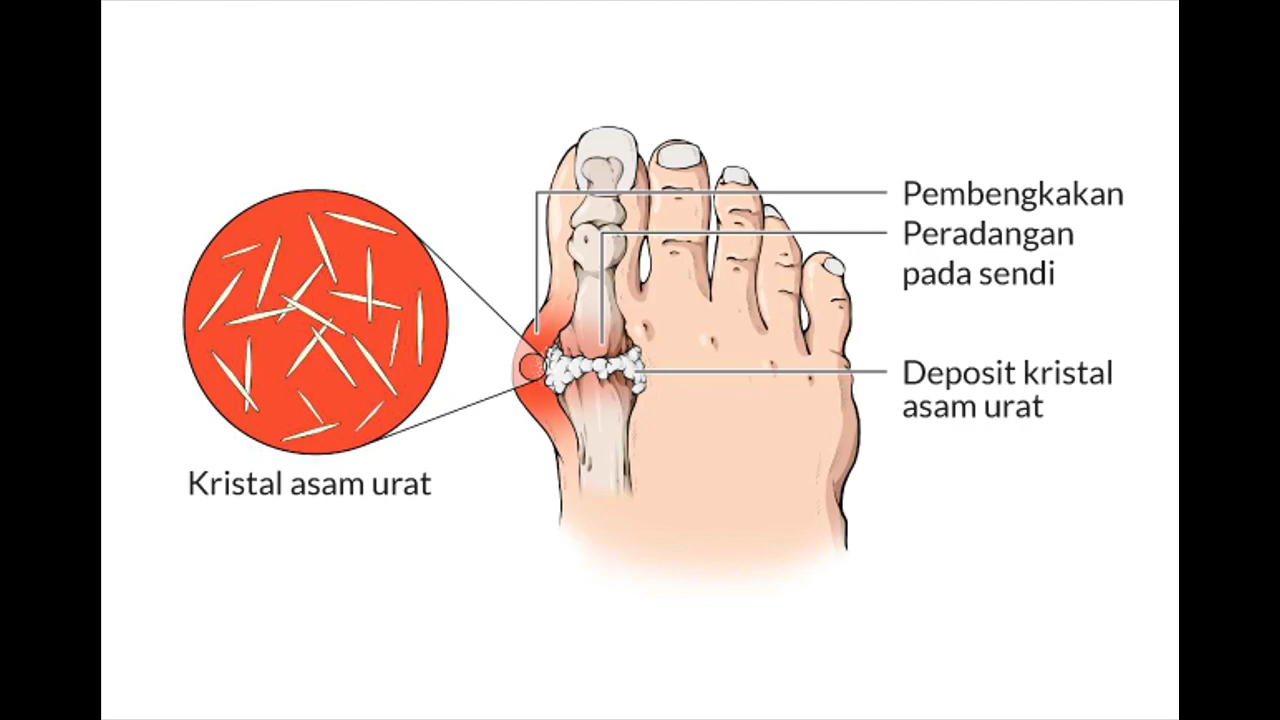 Pembengkakan
Peradangan
pada sendi
Deposit kristal
asam urat
Kristal asam urat